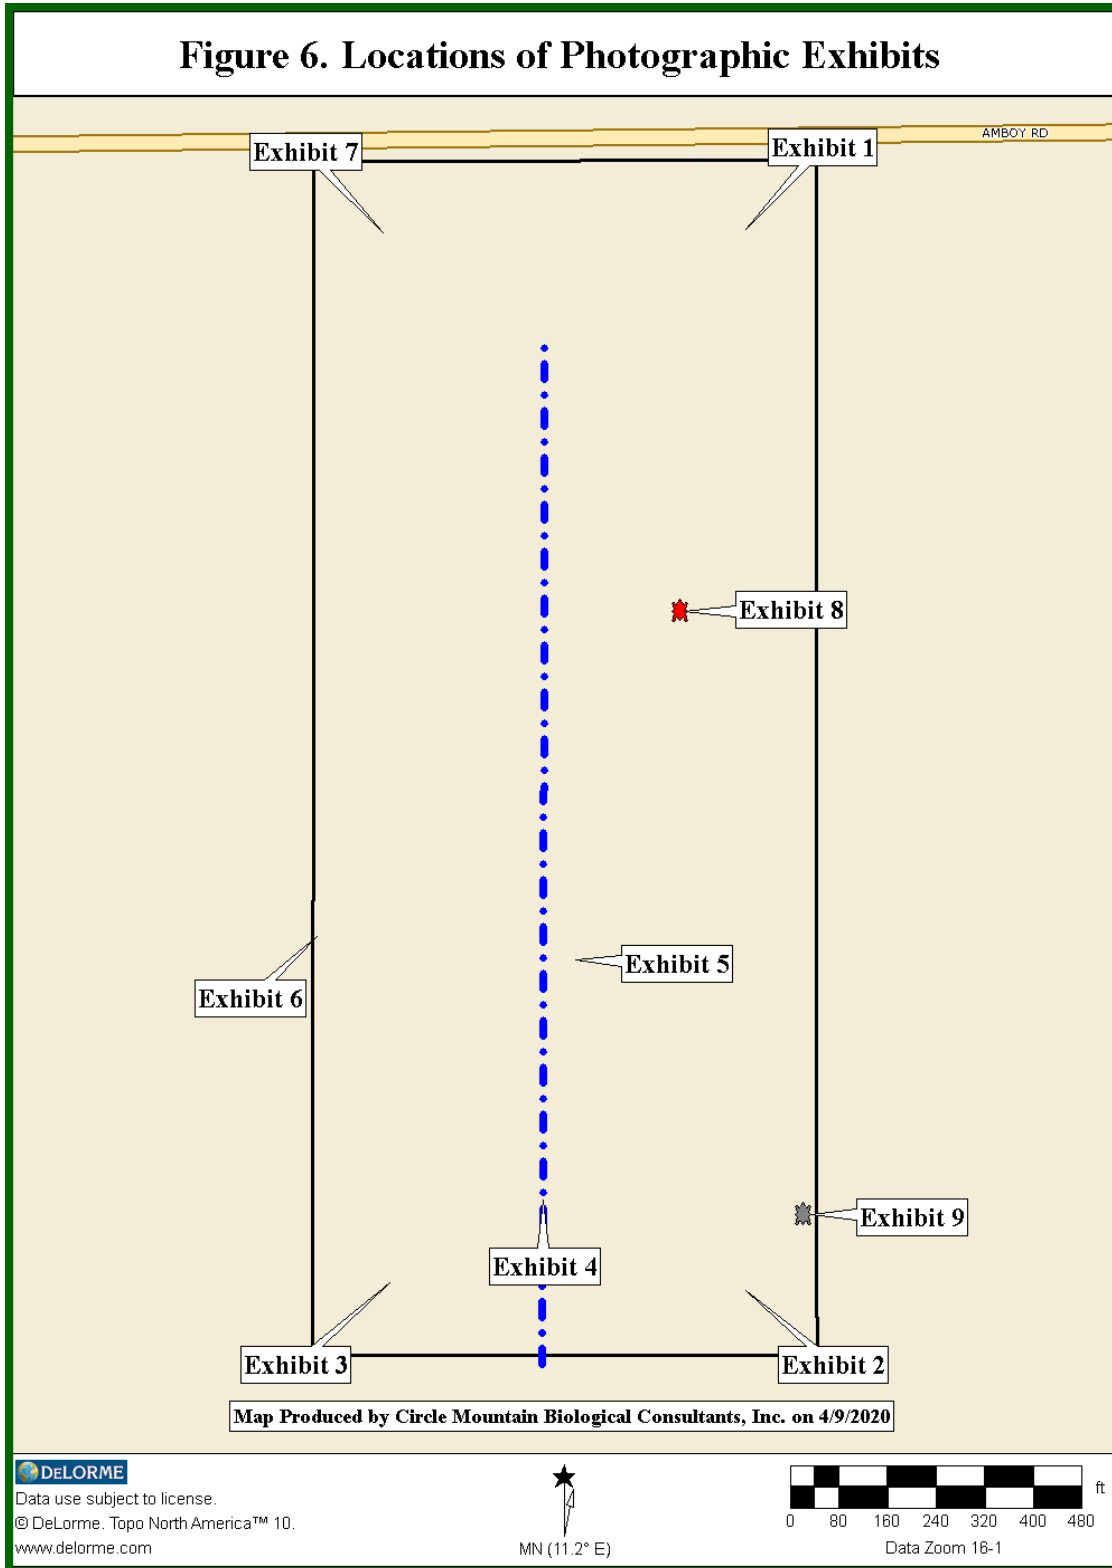 Figure 6. Locations of Photographic Exhibits
AMBOY RD
Exhibit 7
Exhibit 1
Exhibit 8
Exhibit 5
Exhibit 6
Exhibit 9
Exhibit 4
Exhibit 3
Exhibit 2
Map Produced by Circle Mountain Biological Consultants, Inc. on 4/9/2020
DELORME
Data use subject to license.
© DeLorme. Topo North America™ 10.
www.delorme.com
MN (11.2° E)
ft
0 80 160 240 320 400 480
Data Zoom 16-1